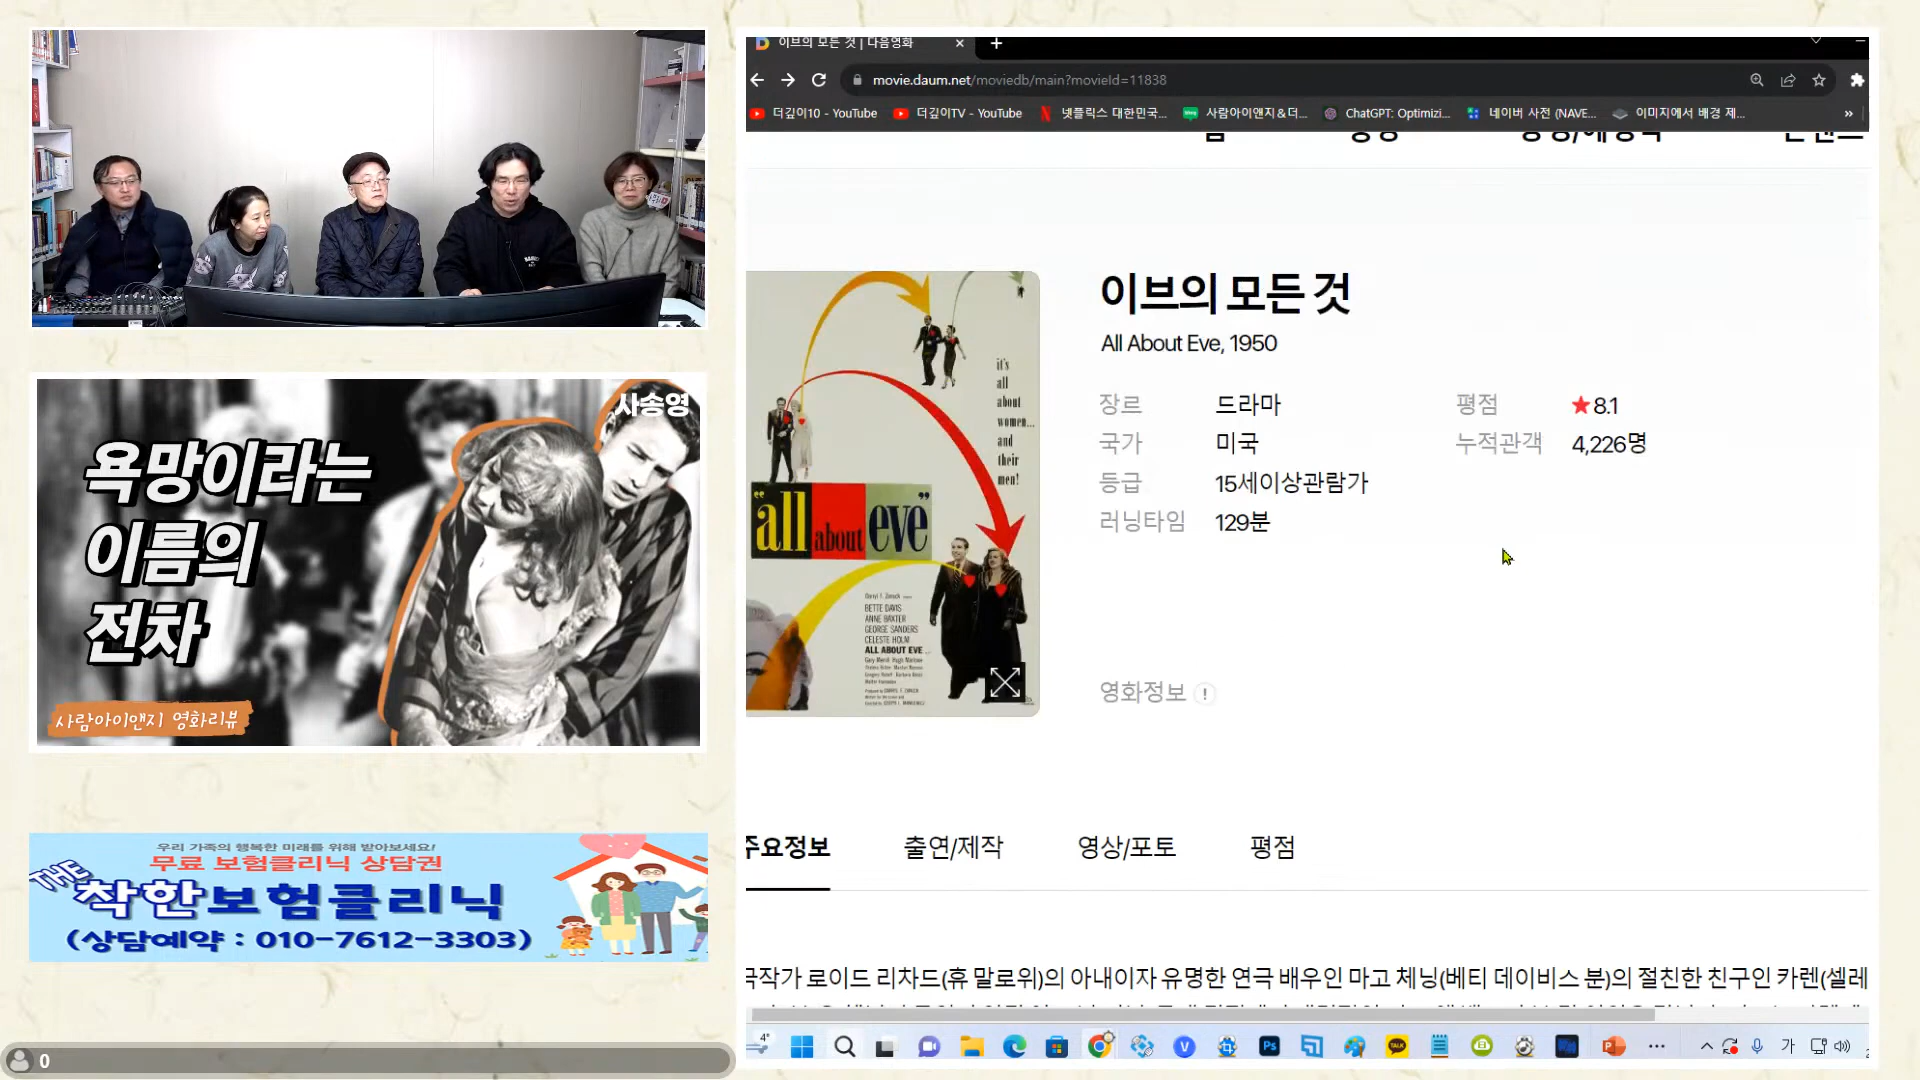 사송영
욕망이라는
이름의
전차
사람아이앤지 영화리뷰
우리 가족의 행복한 미래를 위해 받아보세요!
무료 보험클리닉 상담권
THE
착한보험클리닉
(상담예약 : 010-7612-3303)
0
이브의 모든 것 | 다음영화
movie.daum.net/moviedb/main?movieId=11838
더깊이10 - YouTube
더깊이TV - YouTube
넷플릭스 대한민국...
사람아이앤지&더...
ChatGPT: Optimizi...
네이버 사전 (NAVE...
이미지에서 배경 제...
»
it's
all
about
women...
and
their
men!
"all about eve"
BETTE DAVIS
ANNE BAXTER
GEORGE SANDERS
CELESTE HOLM
ALL ABOUT EVE
이브의 모든 것
All About Eve, 1950
장르 드라마
국가 미국
등급 15세이상관람가
러닝타임 129분
평점 8.1
누적관객 4,226명
영화정보
주요정보
출연/제작
영상/포토
평점
극작가 로이드 리차드(휴 말로위)의 아내이자 유명한 연극 배우인 마고 체닝(베티 데이비스 분)의 절친한 친구인 카렌(셀레
4°
Ps
TALK
가